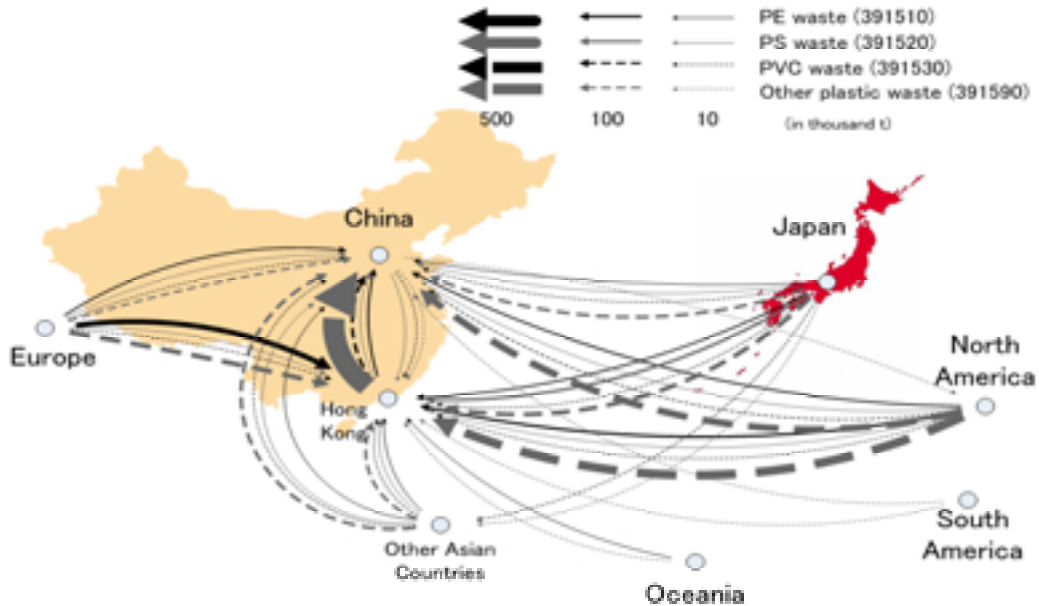 PE waste (391510)
PS waste (391520)
PVC waste (391530)
Other plastic waste (391590)
500 100 10 (in thousand t)
China
Japan
Europe
North
America
Hong
Kong
South
America
Other Asian
Countries
Oceania